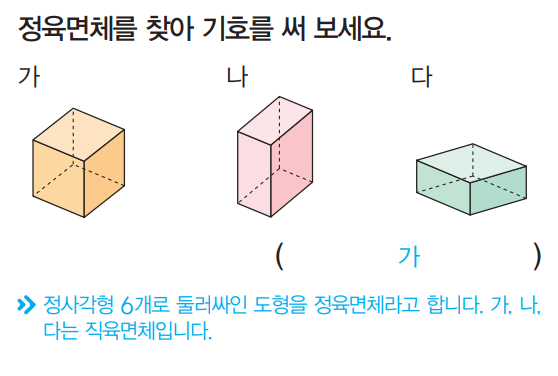 정육면체를 찾아 기호를 써 보세요.
가 나 다
( 가 )
정사각형 6개로 둘러싸인 도형을 정육면체라고 합니다. 가, 나,
다는 직육면체입니다.